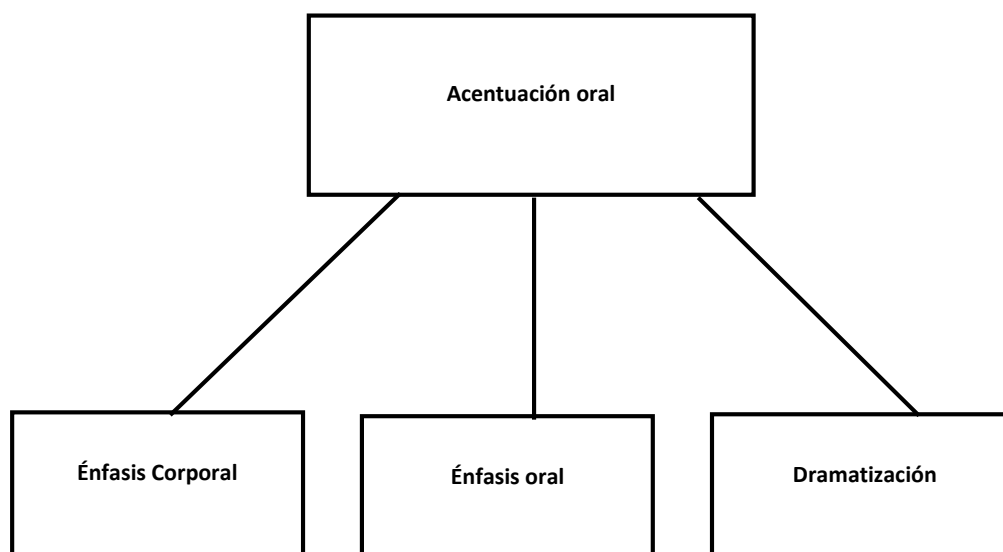 Acentuación oral
Énfasis Corporal
Énfasis oral
Dramatización